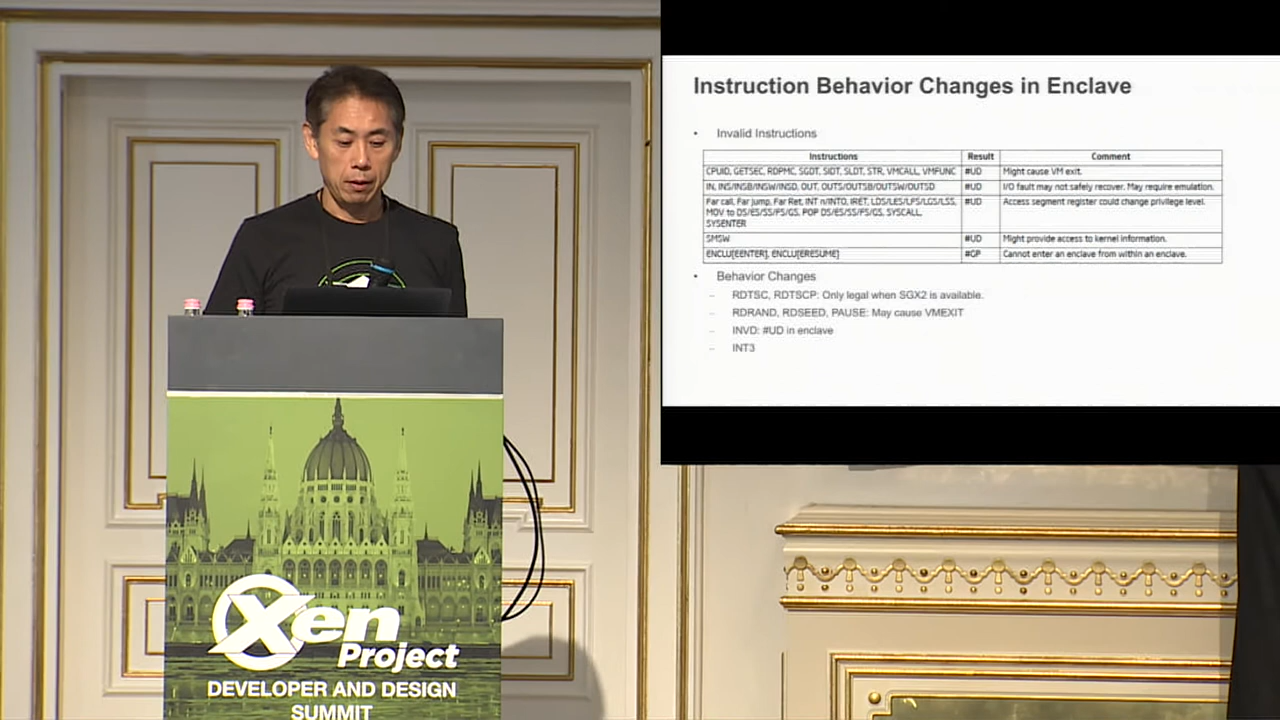 Instruction Behavior Changes in Enclave
• Invalid Instructions
Instructions Result Comment
CPUID, GETSEC, RDPMC, SGDT, SIDT, SLDT, STR, VMCALL, VMFUNC #UD Might cause VM exit.
IN, INS/INSB/INSW/INSD, OUT, OUTS/OUTSB/OUTSW/OUTSD #UD I/O fault may not safely recover. May require emulation.
Far call, Far jump, Far Ret, INT n/INTO, IRET, LDS/LES/LFS/LGS/LSS, #UD Access segment register could change privilege level.
MOV to DS/ES/SS/FS/GS, POP DS/ES/SS/FS/GS, SYSCALL,
SYSENTER
SMSW #UD Might provide access to kernel information.
ENCLU[EENTER], ENCLU[ERESUME] #GP Cannot enter an enclave from within an enclave.
• Behavior Changes
– RDTSC, RDTSCP: Only legal when SGX2 is available.
– RDRAND, RDSEED, PAUSE: May cause VMEXIT
– INVD: #UD in enclave
– INT3
Xen
Project
DEVELOPER AND DESIGN
SUMMIT